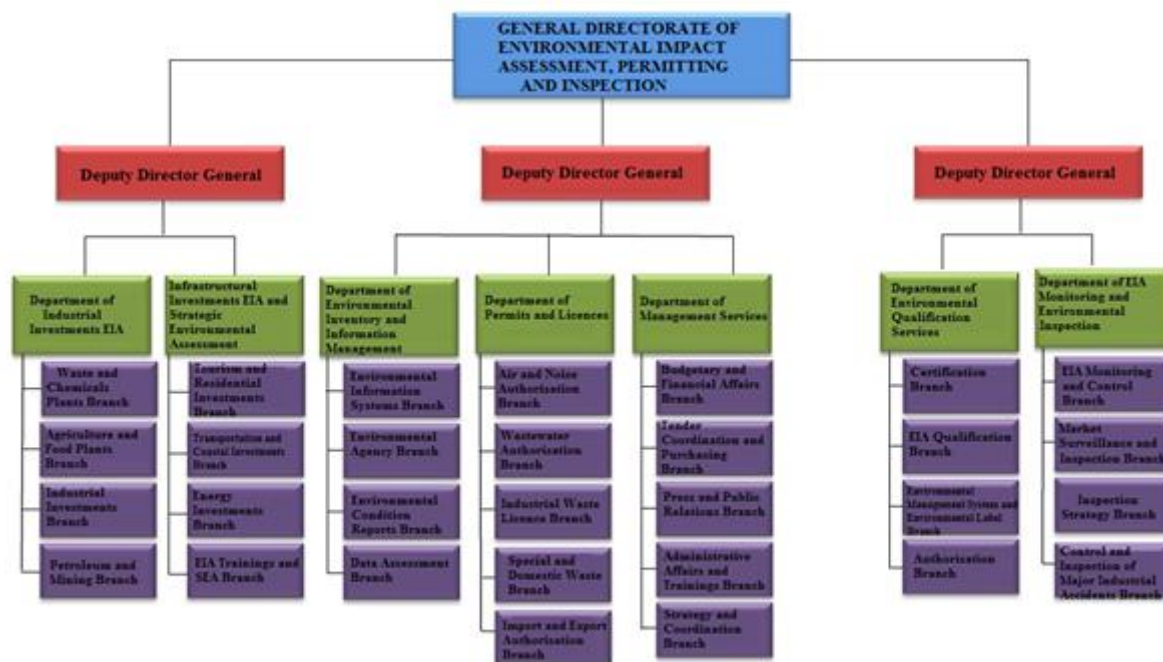 GENERAL DIRECTORATE OF
ENVIRONMENTAL IMPACT
ASSESSMENT, PERMITTING
AND INSPECTION
Deputy Director General
Deputy Director General
Deputy Director General
Department of
Industrial
Investments EIA
Infrastructural
Investments EIA and
Strategic
Environmental
Assessment
Department of
Environmental
Inventory and
Information
Management
Department of
Permits and Licences
Department of
Management Services
Department of
Environmental
Qualification
Services
Department of EIA
Monitoring and
Environmental
Inspection
Waste and
Chemicals
Plants Branch
Agriculture and
Food Plants
Branch
Industrial
Investments
Branch
Petroleum and
Mining Branch
Tourism and
Residential
Investments
Branch
Transportation and
Coastal Investments
Branch
Energy
Investments
Branch
EIA Trainings and
SEA Branch
Environmental
Information
Systems Branch
Environmental
Agency Branch
Environmental
Condition
Reports Branch
Data Assessment
Branch
Air and Noise
Authorisation
Branch
Wastewater
Authorisation
Branch
Industrial Waste
Licence Branch
Special and
Domestic Waste
Branch
Import and Export
Authorisation
Branch
Budgetary and
Financial Affairs
Branch
Tender
Coordination and
Purchasing
Branch
Press and Public
Relations Branch
Administrative
Affairs and
Trainings Branch
Strategy and
Coordination
Branch
Certification
Branch
EIA Qualification
Branch
Environmental
Management System and
Environmental Label Branch
Authorisation
Branch
EIA Monitoring
and Control
Branch
Market
Surveillance and
Inspection Branch
Inspection
Strategy Branch
Control and
Inspection of
Major Industrial
Accidents Branch